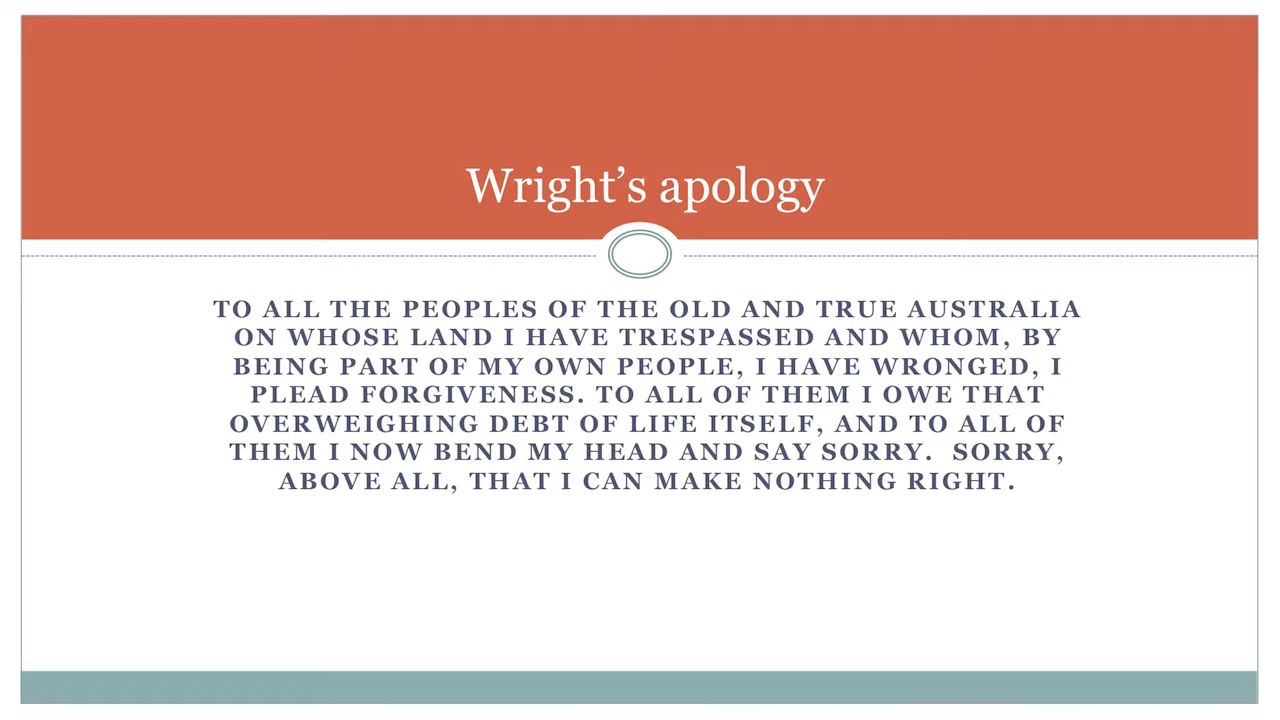 Wright’s apology
TO ALL THE PEOPLES OF THE OLD AND TRUE AUSTRALIA
ON WHOSE LAND I HAVE TRESPASSED AND WHOM, BY
BEING PART OF MY OWN PEOPLE, I HAVE WRONGED, I
PLEAD FORGIVENESS. TO ALL OF THEM I OWE THAT
OVERWEIGHING DEBT OF LIFE ITSELF, AND TO ALL OF
THEM I NOW BEND MY HEAD AND SAY SORRY.  SORRY,
ABOVE ALL, THAT I CAN MAKE NOTHING RIGHT.